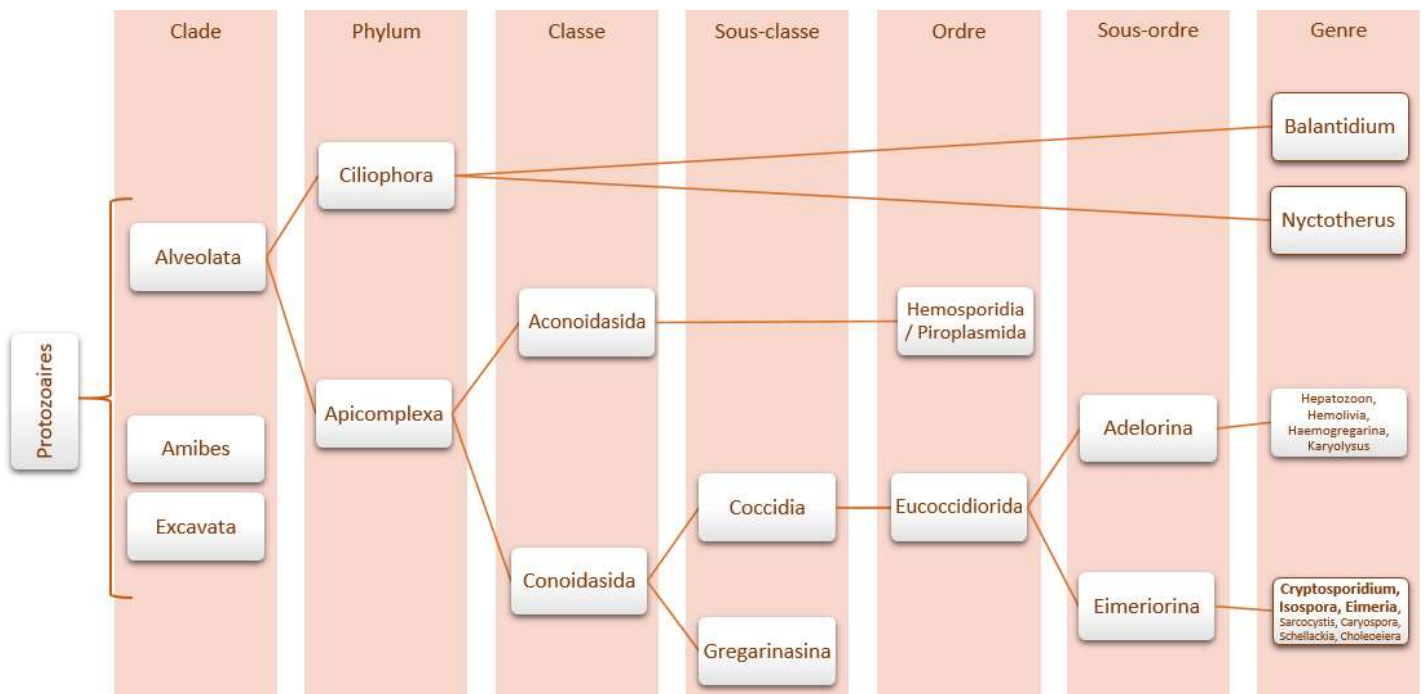 Clade
Phylum
Classe
Sous-classe
Ordre
Sous-ordre
Genre
Protozoaires
Alveolata
Amibes
Excavata
Ciliophora
Apicomplexa
Aconoidasida
Conoidasida
Coccidia
Gregarinasina
Hemosporidia
/ Piroplasmida
Eucoccidiorida
Adelorina
Eimeriorina
Balantidium
Nyctotherus
Hepatozoon,
Hemolivia,
Haemogregarina,
Karyolysus
Cryptosporidium,
Isospora, Eimeria,
Sarcocystis, Caryospora,
Schellackia, Choleoeiera